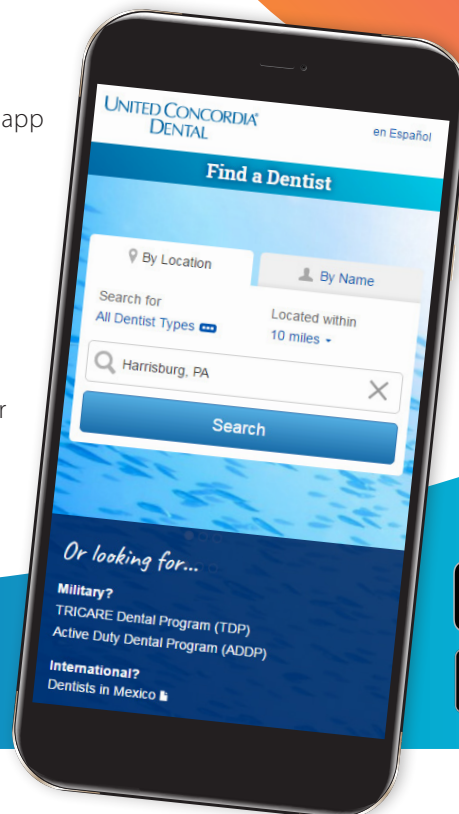 app
r
UNITED CONCORDIA®
DENTAL
en Español
Find a Dentist
By Location
By Name
Search for
All Dentist Types
Located within
10 miles
Harrisburg, PA
Search
Or looking for...
Military?
TRICARE Dental Program (TDP)
Active Duty Dental Program (ADDP)
International?
Dentists in Mexico